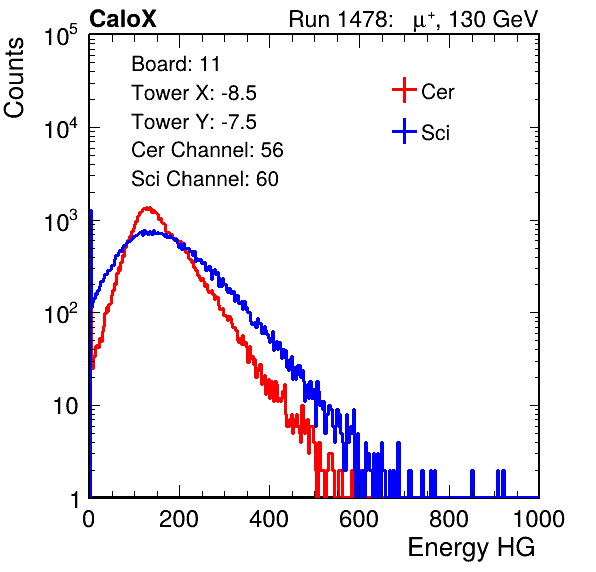 CaloX Run 1478: μ⁺, 130 GeV
Counts
Board: 11
Tower X: -8.5
Tower Y: -7.5
Cer Channel: 56
Sci Channel: 60
Cer
Sci
10⁵
10⁴
10³
10²
10
1
0 200 400 600 800 1000
Energy HG